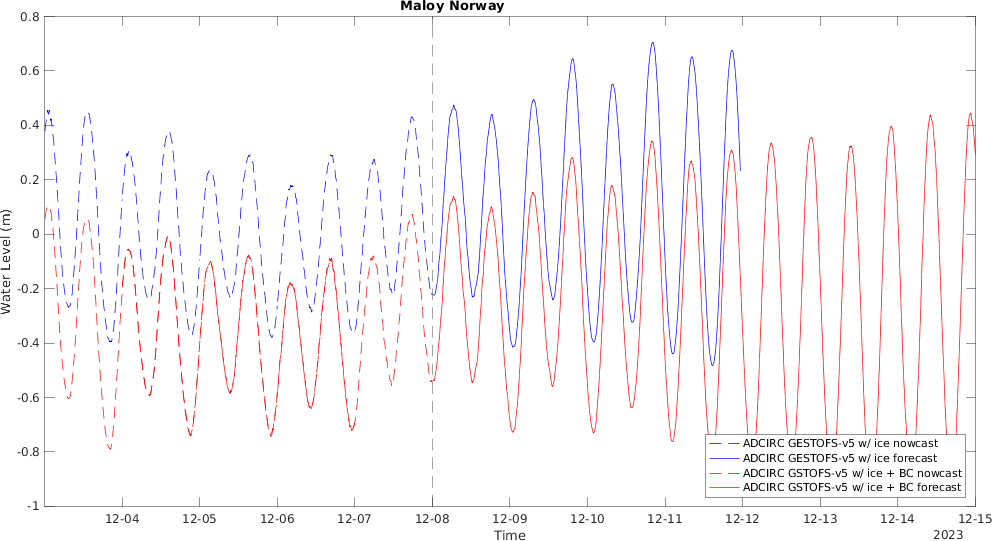 Maloy Norway
0.8
0.6
0.4
0.2
0
-0.2
-0.4
-0.6
-0.8
-1
Water Level (m)
12-04 12-05 12-06 12-07 12-08 12-09 12-10 12-11 12-12 12-13 12-14 12-15
Time
2023
ADCIRC GESTOFS-v5 w/ ice nowcast
ADCIRC GESTOFS-v5 w/ ice forecast
ADCIRC GSTOFS-v5 w/ ice + BC nowcast
ADCIRC GSTOFS-v5 w/ ice + BC forecast